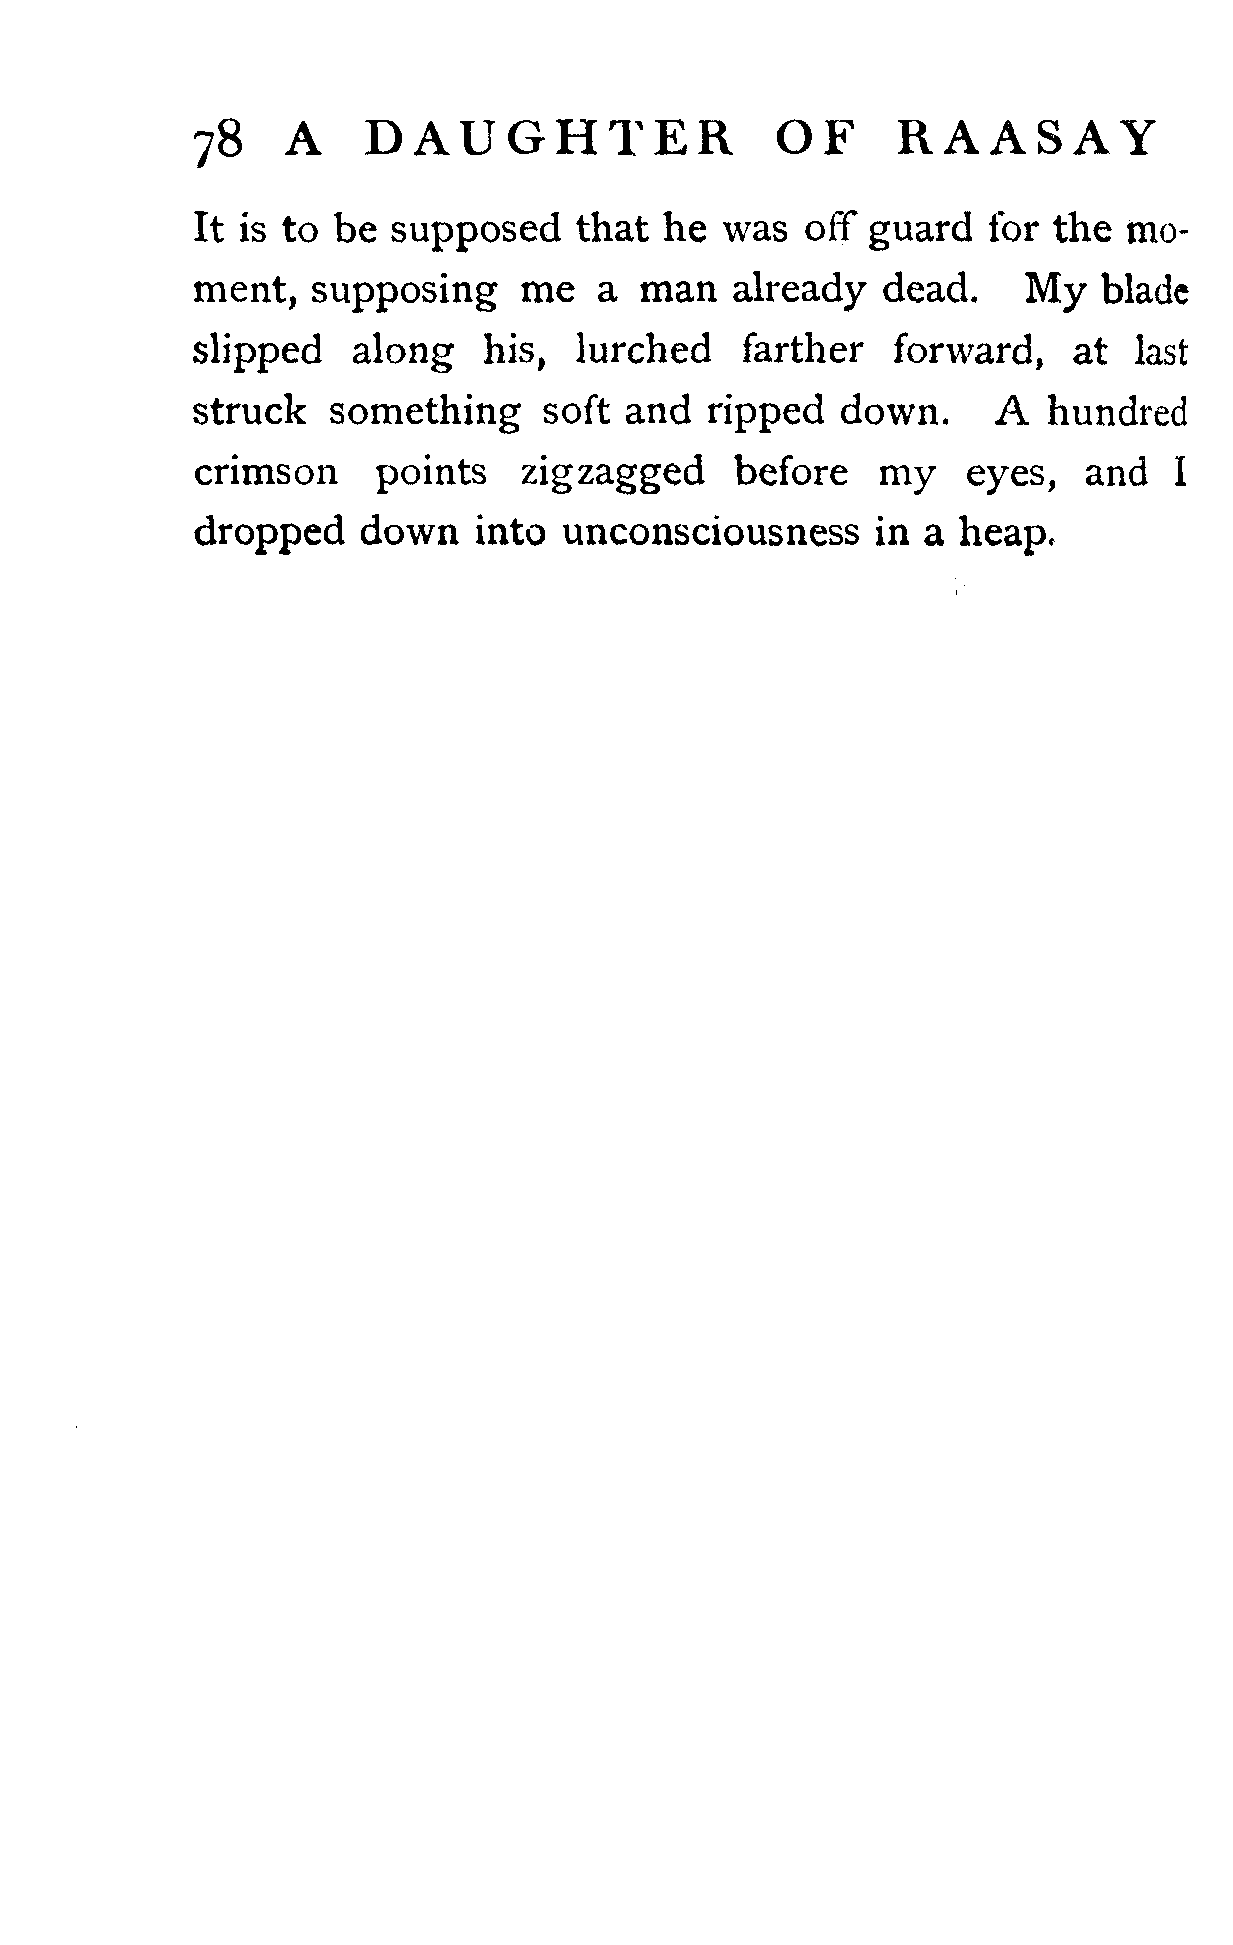 78 A DAUGHTER OF RAASAY
It is to be supposed that he was off guard for the mo-
ment, supposing me a man already dead. My blade
slipped along his, lurched farther forward, at last
struck something soft and ripped down. A hundred
crimson points zigzagged before my eyes, and I
dropped down into unconsciousness in a heap.